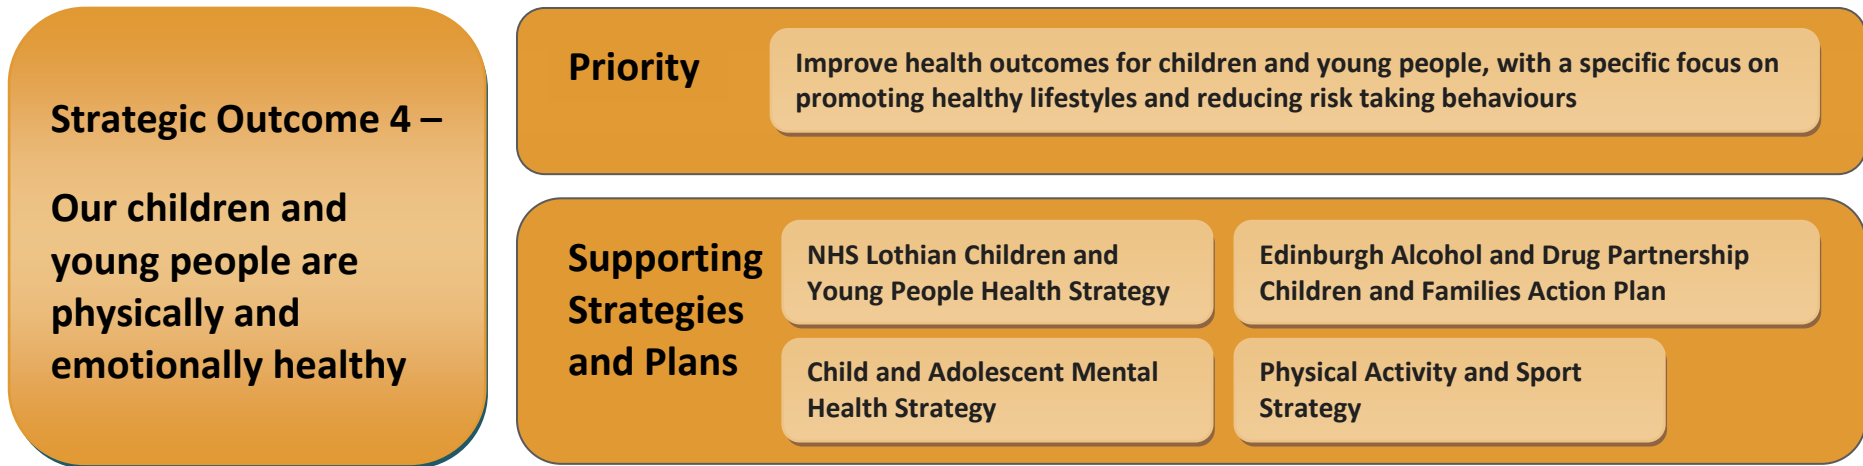 Strategic Outcome 4 –
Our children and
young people are
physically and
emotionally healthy
Priority
Improve health outcomes for children and young people, with a specific focus on
promoting healthy lifestyles and reducing risk taking behaviours
Supporting
Strategies
and Plans
NHS Lothian Children and
Young People Health Strategy
Edinburgh Alcohol and Drug Partnership
Children and Families Action Plan
Child and Adolescent Mental
Health Strategy
Physical Activity and Sport
Strategy